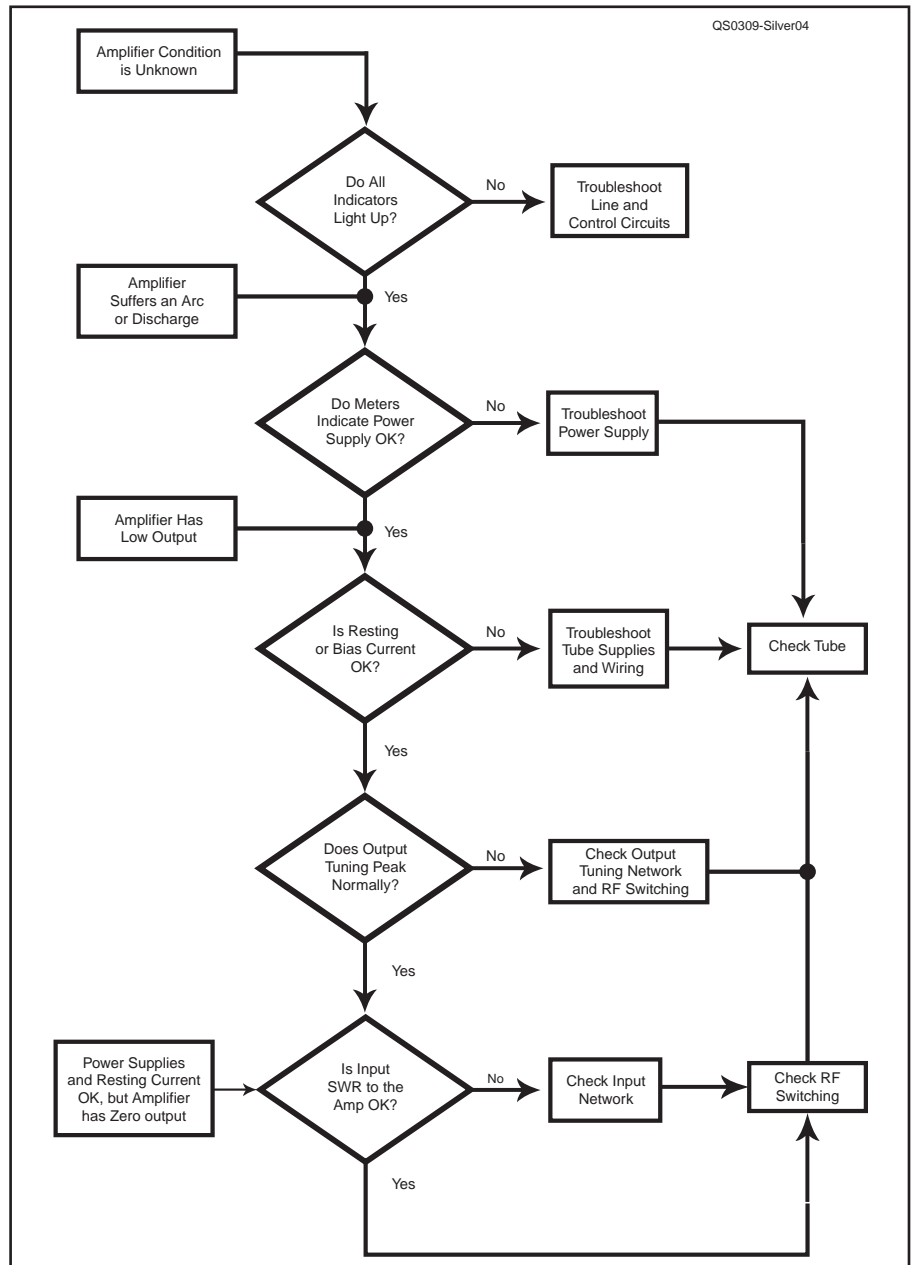 QS0309-Silver04
Amplifier Condition
is Unknown
Do All
Indicators
Light Up?
No
Troubleshoot
Line and
Control Circuits
Amplifier
Suffers an Arc
or Discharge
Yes
Do Meters
Indicate Power
Supply OK?
No
Troubleshoot
Power Supply
Amplifier Has
Low Output
Yes
Is Resting
or Bias Current
OK?
No
Troubleshoot
Tube Supplies
and Wiring
Check Tube
Yes
Does Output
Tuning Peak
Normally?
No
Check Output
Tuning Network
and RF Switching
Yes
Power Supplies
and Resting Current
OK, but Amplifier
has Zero output
Is Input
SWR to the
Amp OK?
No
Check Input
Network
Check RF
Switching
Yes